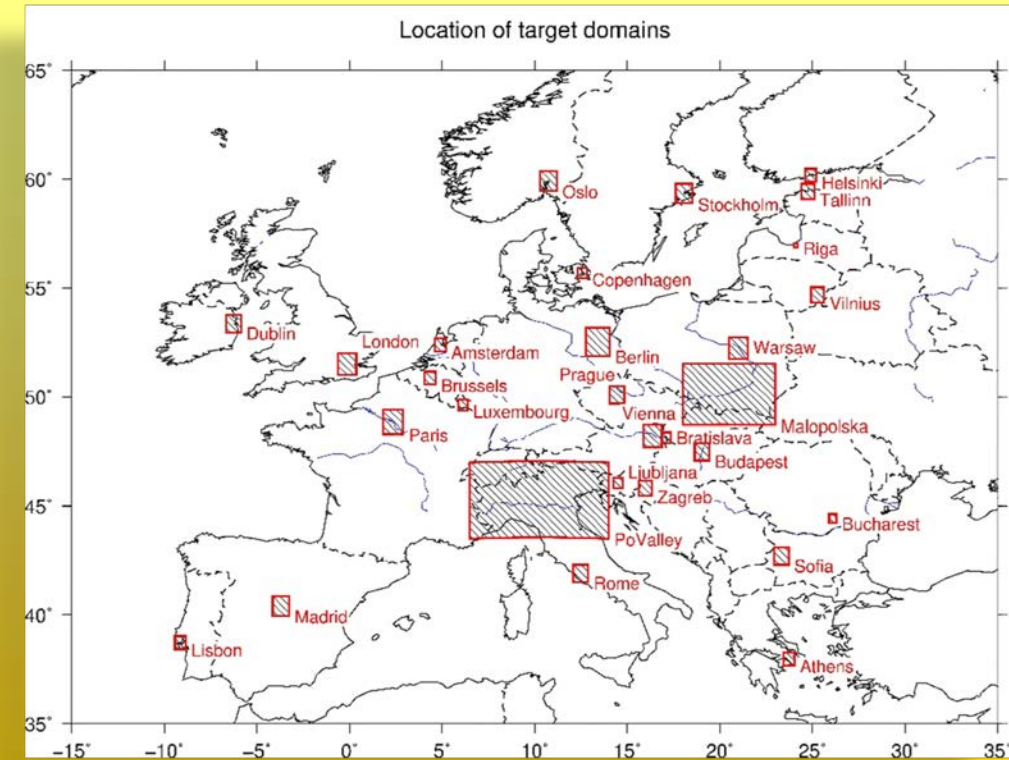 Location of target domains
65°
60°
55°
50°
45°
40°
35°
Helsinki
Tallinn
Oslo
Stockholm
Riga
Copenhagen
Vilnius
Dublin
London
Amsterdam
Berlin
Warsaw
Brussels
Prague
Luxembourg
Vienna
Malopolska
Paris
Bratislava
Budapest
Ljubljana
Zagreb
Bucharest
PoValley
Sofia
Rome
Madrid
Lisbon
Athens
−15° −10° −5° 0° 5° 10° 15° 20° 25° 30° 35°